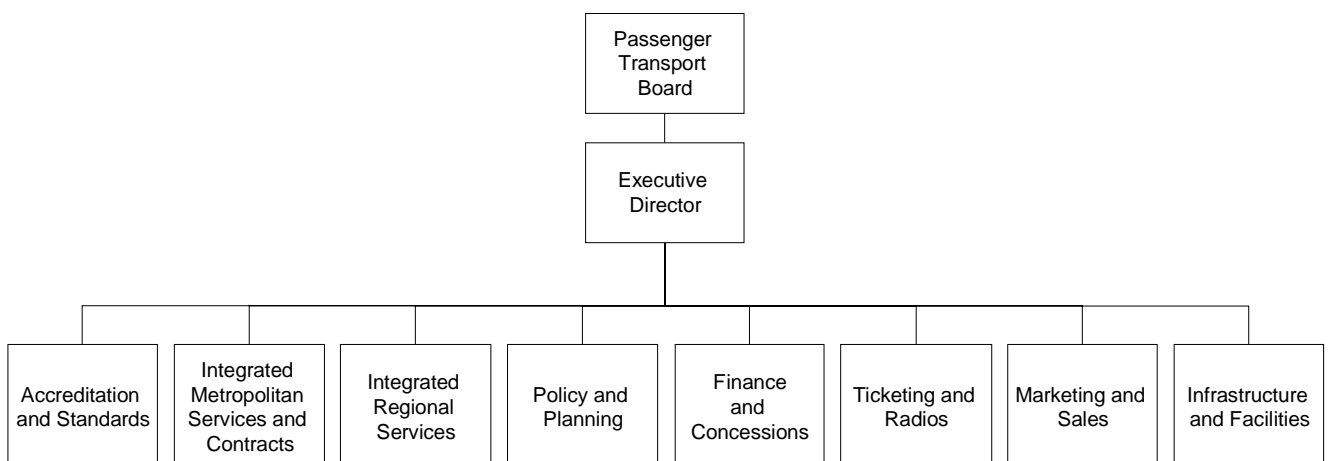 Passenger
Transport
Board
Executive
Director
Accreditation
and Standards
Integrated
Metropolitan
Services and
Contracts
Integrated
Regional
Services
Policy and
Planning
Finance
and
Concessions
Ticketing and
Radios
Marketing and
Sales
Infrastructure
and Facilities